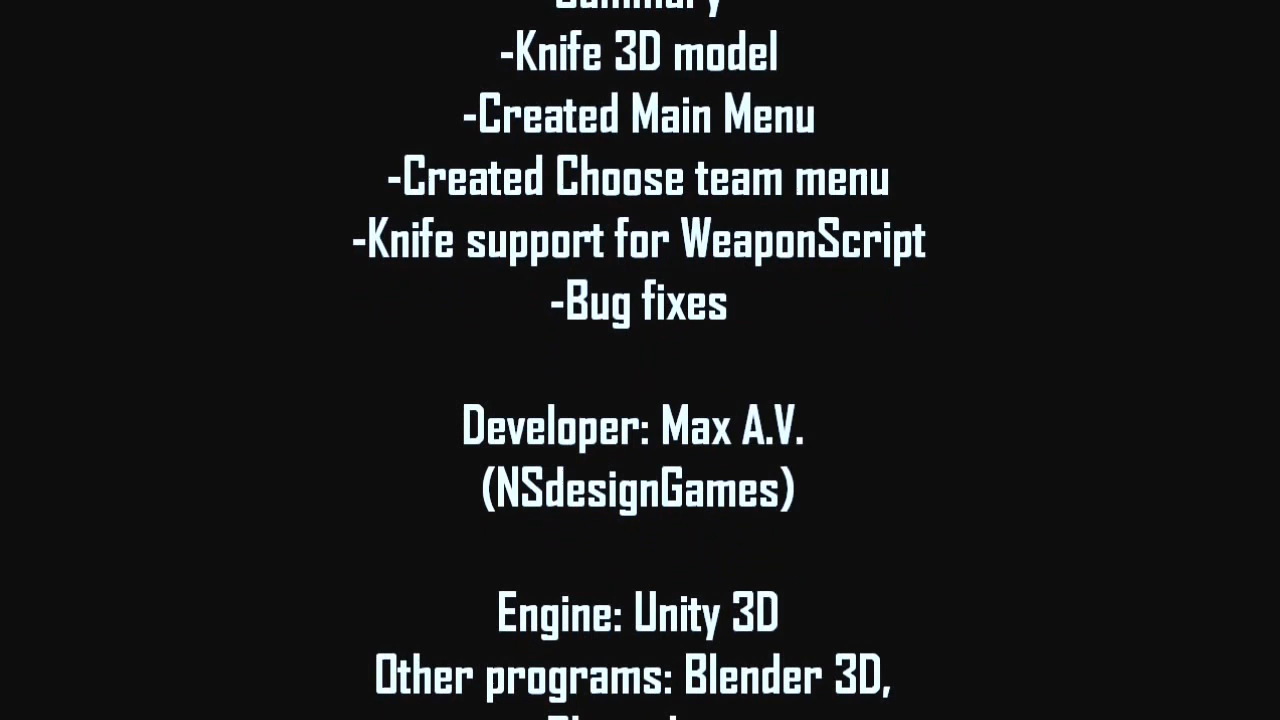 Summary
-Knife 3D model
-Created Main Menu
-Created Choose team menu
-Knife support for WeaponScript
-Bug fixes
Developer: Max A.V.
(NSdesignGames)
Engine: Unity 3D
Other programs: Blender 3D,